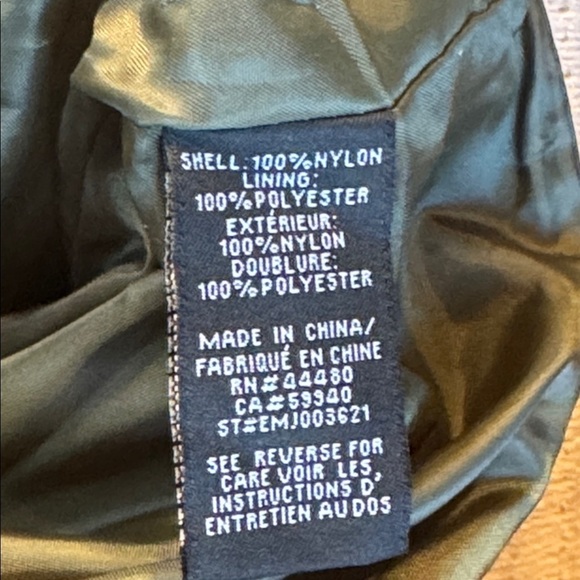 SHELL: 100%NYLON
LINING:
100%POLYESTER
EXTÉRIEUR:
100%NYLON
DOUBLURE:
100%POLYESTER
MADE IN CHINA/
FABRIQUÉ EN CHINE
RN#44480
CA#59340
ST#EMJ003621
SEE REVERSE FOR
CARE VOIR LES,
INSTRUCTIONS D'
ENTRETIEN AU DOS